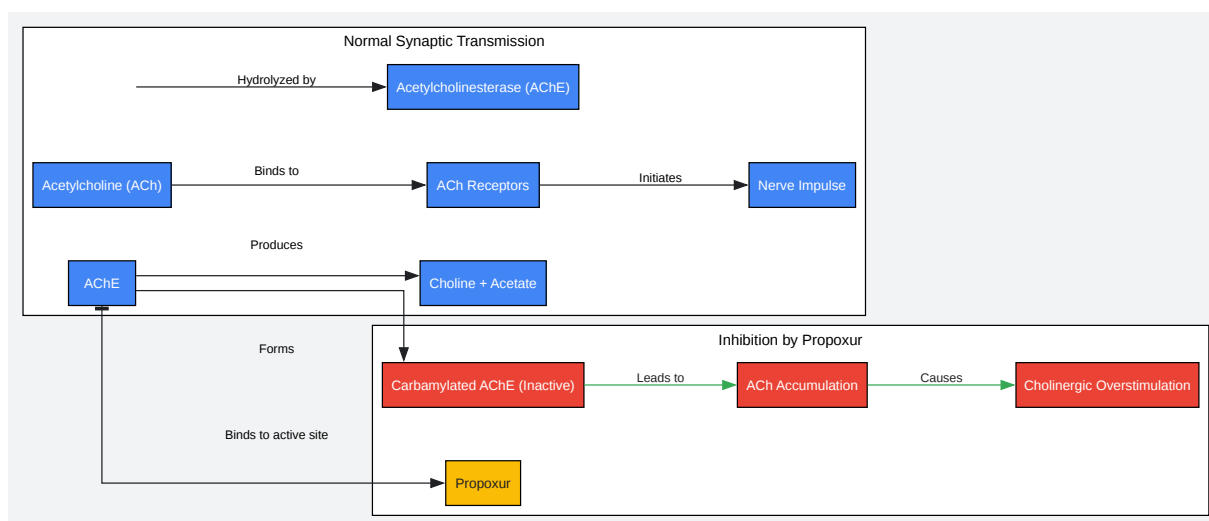 Normal Synaptic Transmission
Hydrolyzed by
Acetylcholinesterase (AChE)
Acetylcholine (ACh)
Binds to
ACh Receptors
Initiates
Nerve Impulse
Produces
AChE
Choline + Acetate
Forms
Inhibition by Propoxur
Carbamylated AChE (Inactive)
Leads to
ACh Accumulation
Causes
Cholinergic Overstimulation
Binds to active site
Propoxur